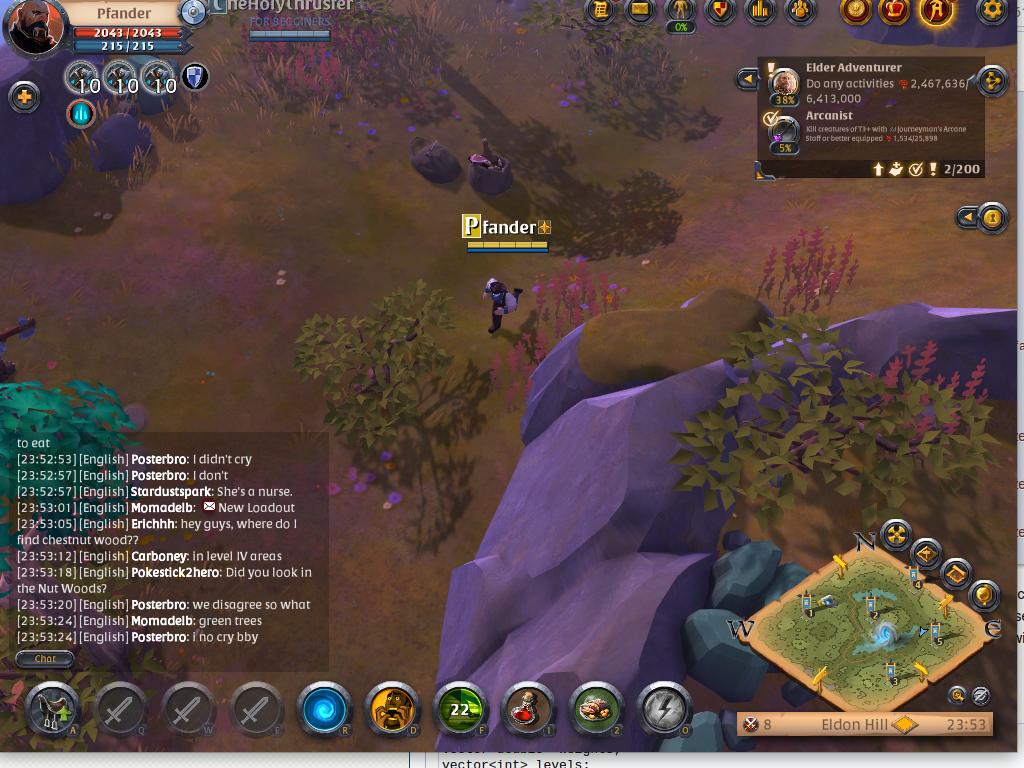 Pfander
2043 / 2043
215 / 215
heHolyThruster
FOR BEGGINERS
0%
10
10
10
Elder Adventurer
Do any activities 2,467,636/
6,413,000
38%
Arcanist
Kill creatures of T3+ with Journeyman's Arcane
Staff or better equipped 1,534/25,898
5%
2/200
Pfander
to eat
[23:52:53] [English] Posterbro: I didn't cry
[23:52:57] [English] Posterbro: I don't
[23:52:57] [English] Stardustspark: She's a nurse.
[23:53:01] [English] Momadelb: New Loadout
[23:53:05] [English] Erichhh: hey guys, where do I
find chestnut wood??
[23:53:12] [English] Carboney: in level IV areas
[23:53:18] [English] Pokestick2hero: Did you look in
the Nut Woods?
[23:53:20] [English] Posterbro: we disagree so what
[23:53:24] [English] Momadelb: green trees
[23:53:24] [English] Posterbro: i no cry bby
Chat
A
Q
W
E
R
D
22
F
1
2
O
N
W
E
1
2
3
4
5
8
Eldon Hill
23:53
vector<int> levels;